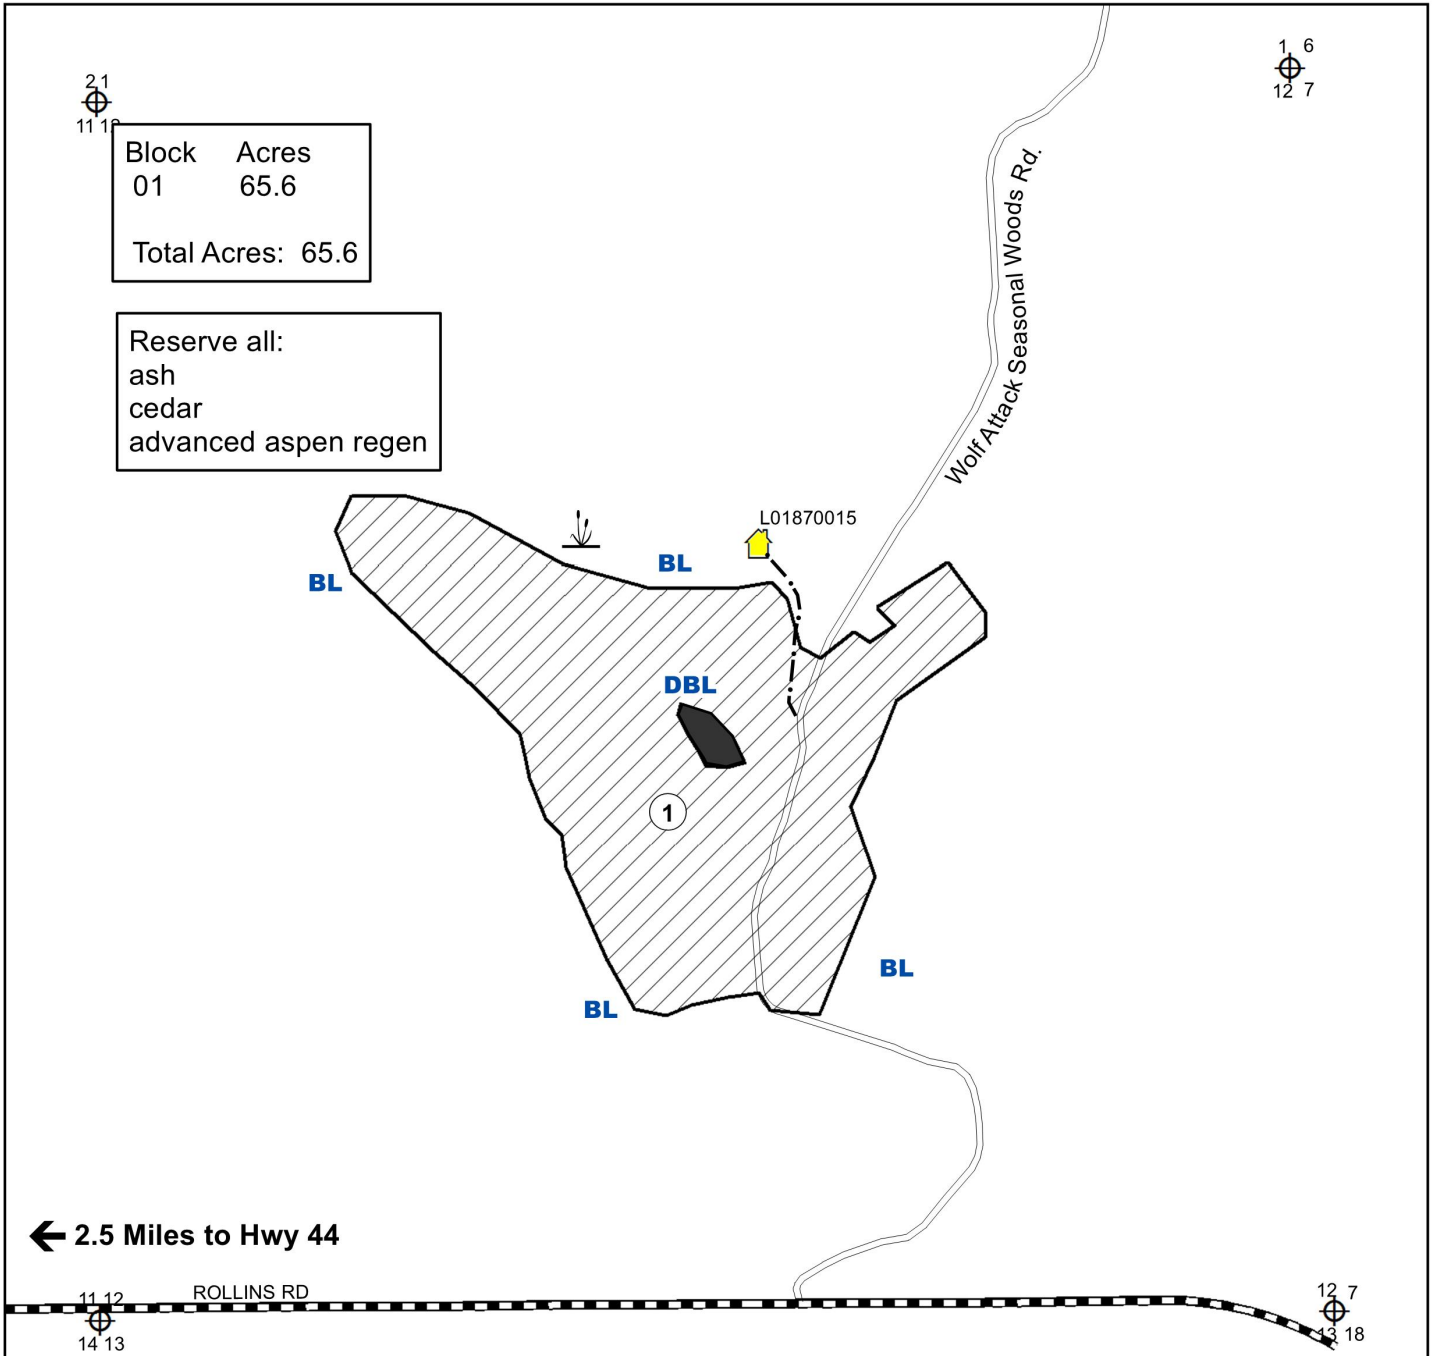 1 6
12 7
2 1
11 12
Block Acres
01 65.6
Total Acres: 65.6
Wolf Attack Seasonal Woods Rd.
Reserve all:
ash
cedar
advanced aspen regen
L01870015
BL
BL
DBL
1
BL
BL
2.5 Miles to Hwy 44
ROLLINS RD
11 12
14 13
12 7
13 18